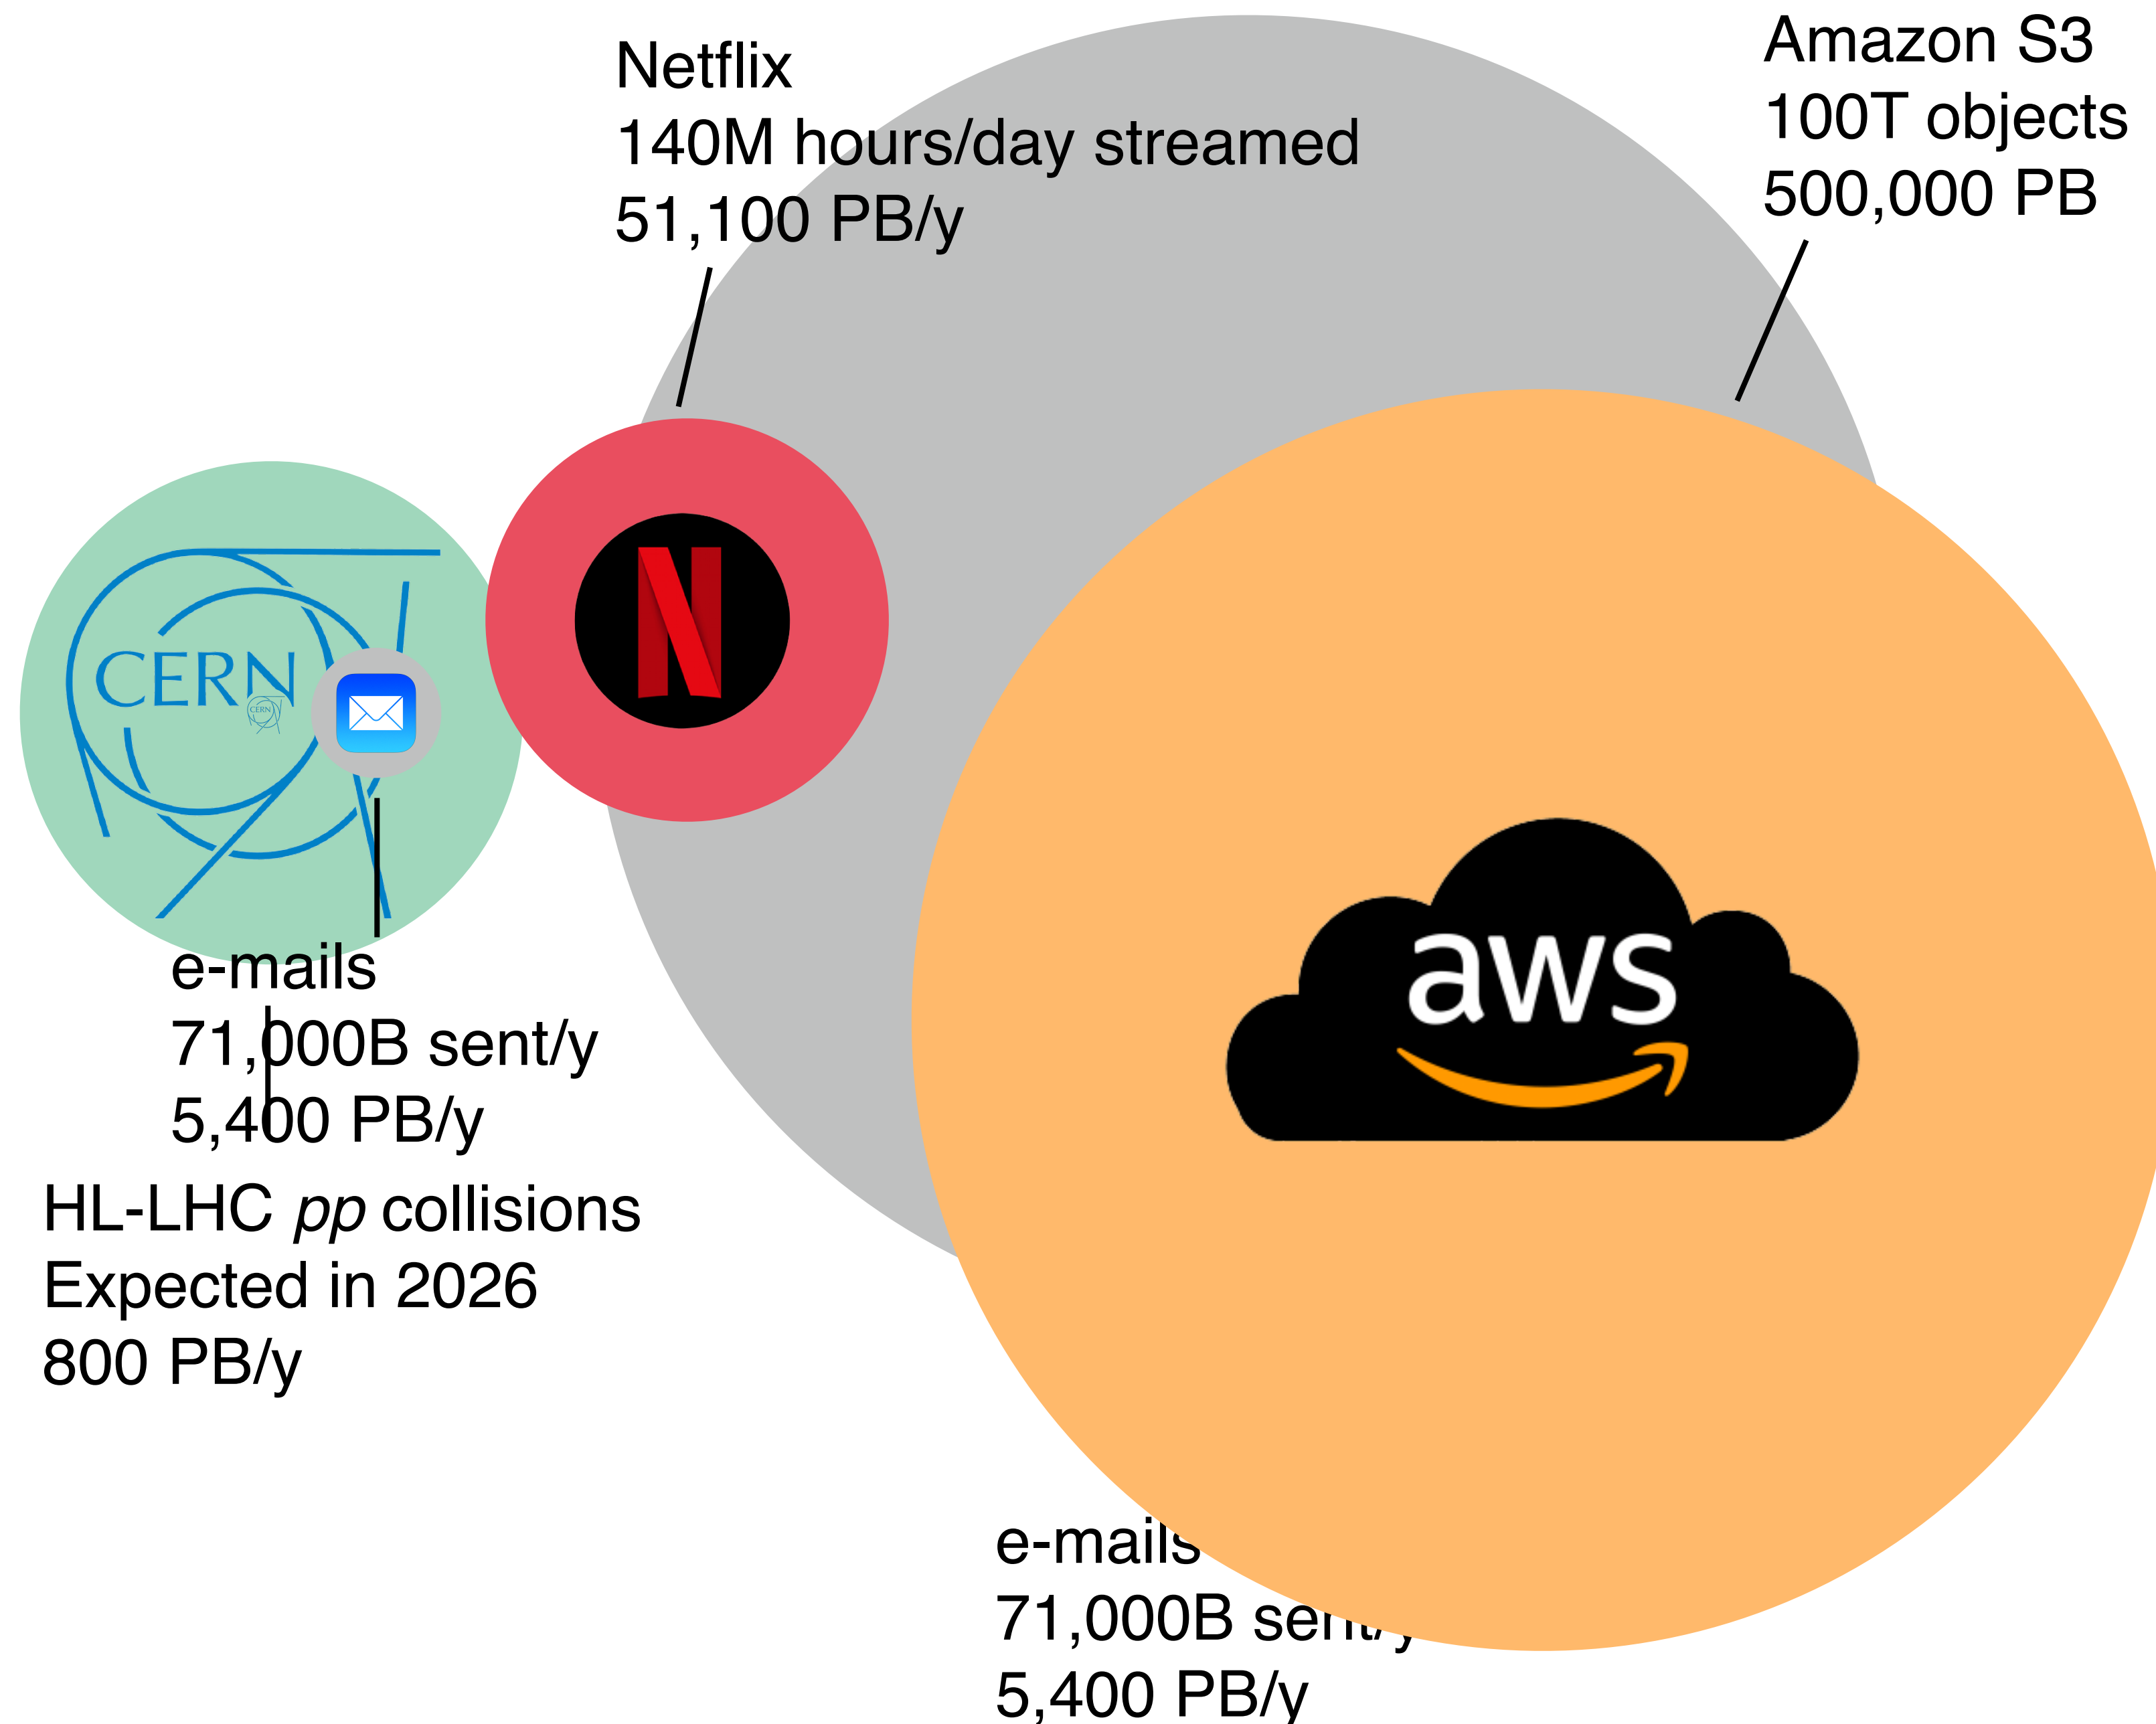 Netflix
140M hours/day streamed
51,100 PB/y
Amazon S3
100T objects
500,000 PB
CERN
CERN
N
aws
e-mails
71,000B sent/y
5,400 PB/y
HL-LHC pp collisions
Expected in 2026
800 PB/y
e-mails
71,000B sent/y
5,400 PB/y